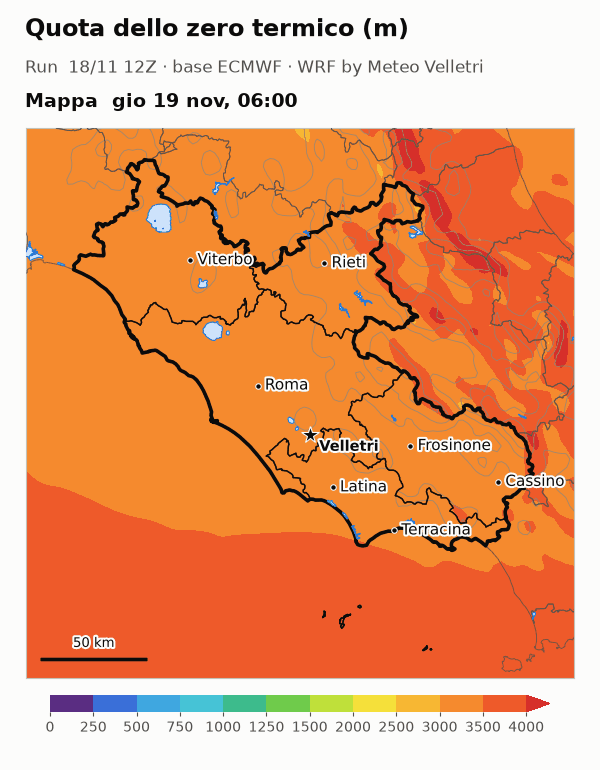 Quota dello zero termico (m)
Run  18/11 12Z · base ECMWF · WRF by Meteo Velletri
Mappa  gio 19 nov, 06:00
Viterbo
Rieti
Roma
Velletri
Frosinone
Latina
Cassino
Terracina
50 km
0 250 500 750 1000 1250 1500 2000 2500 3000 3500 4000